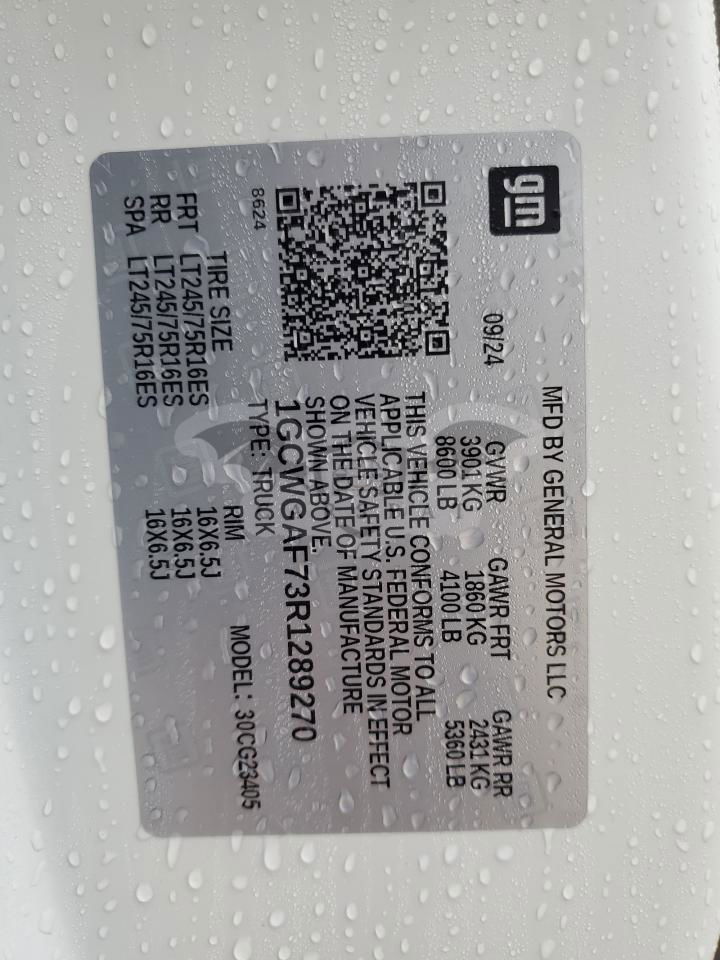 MFD BY GENERAL MOTORS LLC
gm
09/24
GVWR GAWR FRT GAWR RR
3901 KG 1860 KG 2431 KG
8600 LB 4100 LB 5360 LB
THIS VEHICLE CONFORMS TO ALL
APPLICABLE U.S. FEDERAL MOTOR
VEHICLE SAFETY STANDARDS IN EFFECT
ON THE DATE OF MANUFACTURE
SHOWN ABOVE.
1GCWGAF73R1289270
8624
TYPE: TRUCK MODEL: 30CG23405
TIRE SIZE RIM
FRT LT245/75R16ES 16X6.5J
RR LT245/75R16ES 16X6.5J
SPA LT245/75R16ES 16X6.5J